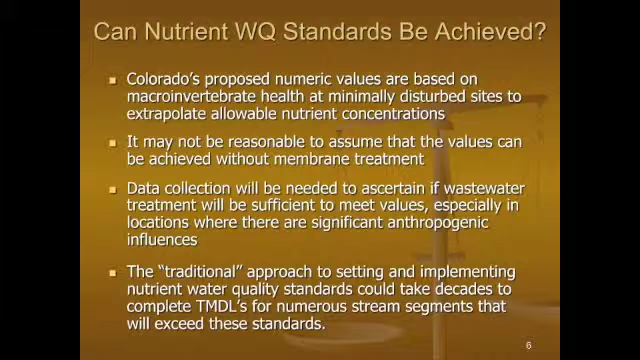 Can Nutrient WQ Standards Be Achieved?
Colorado's proposed numeric values are based on
macroinvertebrate health at minimally disturbed sites to
extrapolate allowable nutrient concentrations
It may not be reasonable to assume that the values can
be achieved without membrane treatment
Data collection will be needed to ascertain if wastewater
treatment will be sufficient to meet values, especially in
locations where there are significant anthropogenic
influences
The "traditional" approach to setting and implementing
nutrient water quality standards could take decades to
complete TMDL's for numerous stream segments that
will exceed these standards.
6